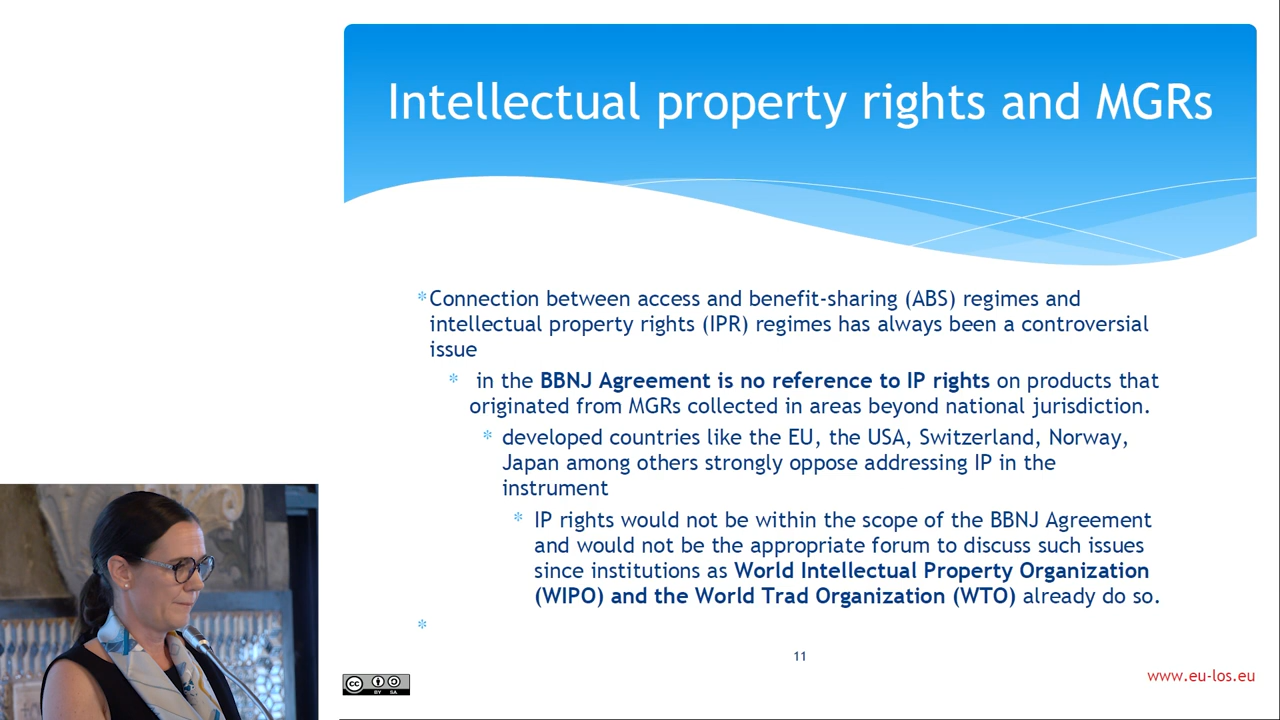 Intellectual property rights and MGRs
*Connection between access and benefit-sharing (ABS) regimes and
intellectual property rights (IPR) regimes has always been a controversial
issue
* in the BBNJ Agreement is no reference to IP rights on products that
originated from MGRs collected in areas beyond national jurisdiction.
* developed countries like the EU, the USA, Switzerland, Norway,
Japan among others strongly oppose addressing IP in the
instrument
* IP rights would not be within the scope of the BBNJ Agreement
and would not be the appropriate forum to discuss such issues
since institutions as World Intellectual Property Organization
(WIPO) and the World Trad Organization (WTO) already do so.
*
11
cc BY SA
www.eu-los.eu